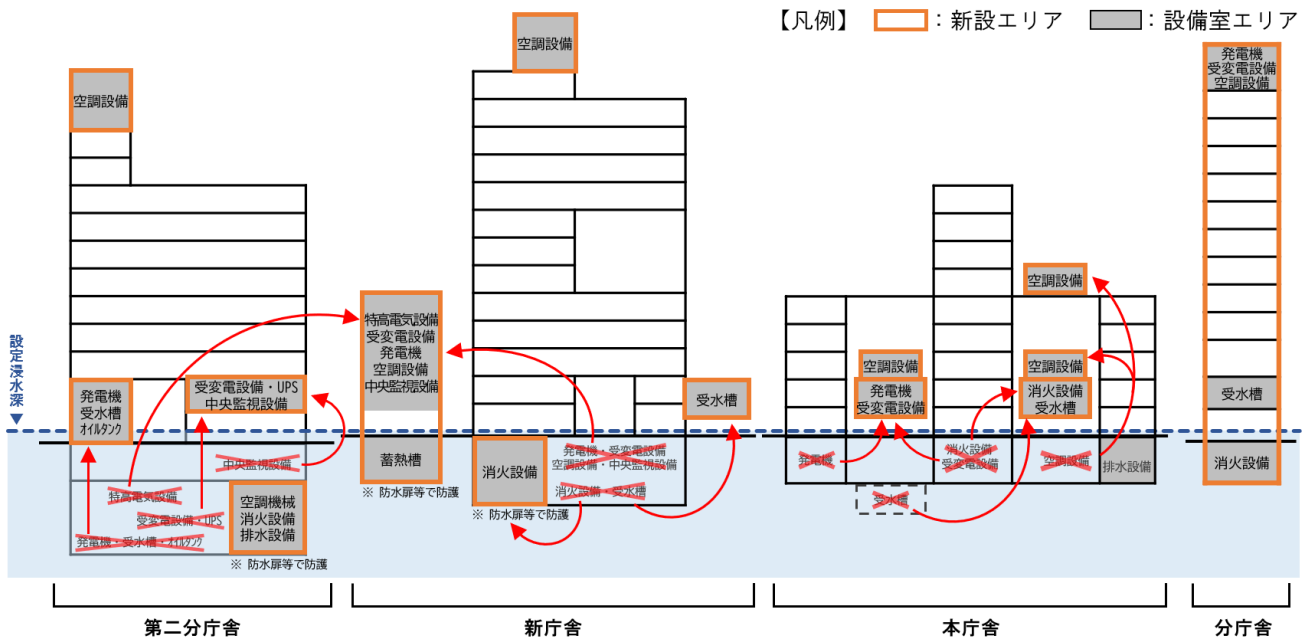 【凡例】　：新設エリア　：設備室エリア
空調設備
発電機
受水槽
オイルタンク
受変電設備・UPS
中央監視設備
中央監視設備
特高電気設備
受変電設備・UPS
発電機・受水槽・オイルタンク
空調機械
消火設備
排水設備
※ 防水扉等で防護
設定浸水深
空調設備
特高電気設備
受変電設備
発電機
空調設備
中央監視設備
蓄熱槽
※ 防水扉等で防護
消火設備
※ 防水扉等で防護
発電機・受変電設備
空調設備・中央監視設備
消火設備・受水槽
受水槽
空調設備
空調設備
発電機
受変電設備
空調設備
消火設備
受水槽
発電機
消火設備
受変電設備
空調設備
排水設備
受水槽
発電機
受変電設備
空調設備
受水槽
消火設備
第二分庁舎
新庁舎
本庁舎
分庁舎